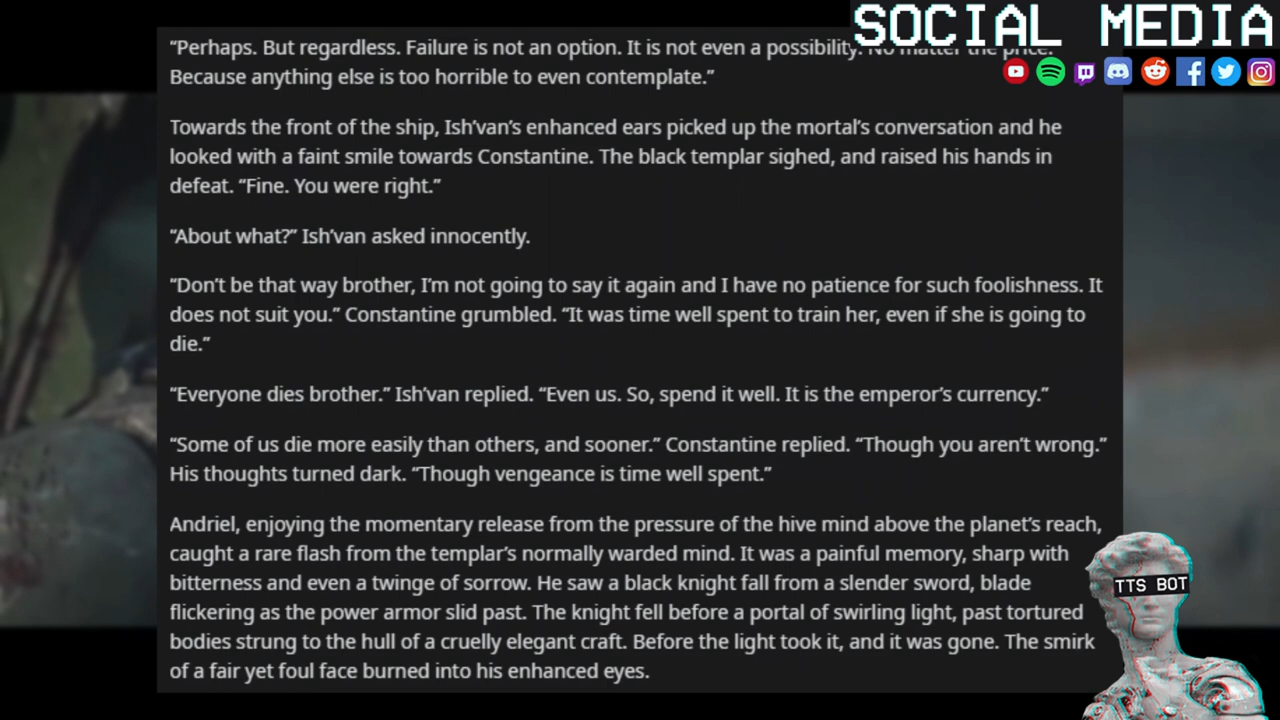 SOCIAL MEDIA
“Perhaps. But regardless. Failure is not an option. It is not even a possibility. No matter the price.
Because anything else is too horrible to even contemplate.”
Towards the front of the ship, Ish’van’s enhanced ears picked up the mortal’s conversation and he
looked with a faint smile towards Constantine. The black templar sighed, and raised his hands in
defeat. “Fine. You were right.”
“About what?” Ish’van asked innocently.
“Don’t be that way brother, I’m not going to say it again and I have no patience for such foolishness. It
does not suit you.” Constantine grumbled. “It was time well spent to train her, even if she is going to
die.”
“Everyone dies brother.” Ish’van replied. “Even us. So, spend it well. It is the emperor’s currency.”
“Some of us die more easily than others, and sooner.” Constantine replied. “Though you aren’t wrong.”
His thoughts turned dark. “Though vengeance is time well spent.”
Andriel, enjoying the momentary release from the pressure of the hive mind above the planet’s reach,
caught a rare flash from the templar’s normally warded mind. It was a painful memory, sharp with
bitterness and even a twinge of sorrow. He saw a black knight fall from a slender sword, blade
flickering as the power armor slid past. The knight fell before a portal of swirling light, past tortured
bodies strung to the hull of a cruelly elegant craft. Before the light took it, and it was gone. The smirk
of a fair yet foul face burned into his enhanced eyes.
TTS BOT